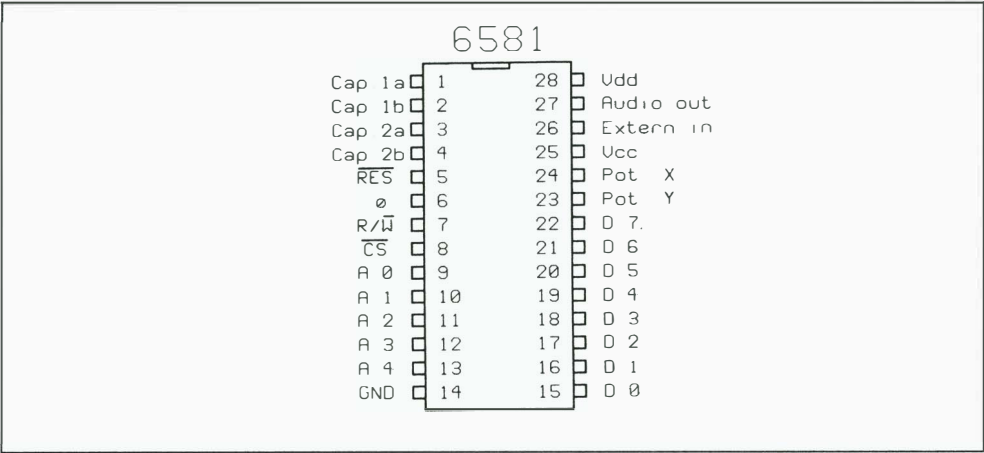 6581
Cap 1a 1 28 Vdd
Cap 1b 2 27 Audio out
Cap 2a 3 26 Extern in
Cap 2b 4 25 Vcc
R̅E̅S̅ 5 24 Pot X
ø 6 23 Pot Y
R/W̅ 7 22 D 7.
C̅S̅ 8 21 D 6
A 0 9 20 D 5
A 1 10 19 D 4
A 2 11 18 D 3
A 3 12 17 D 2
A 4 13 16 D 1
GND 14 15 D 0